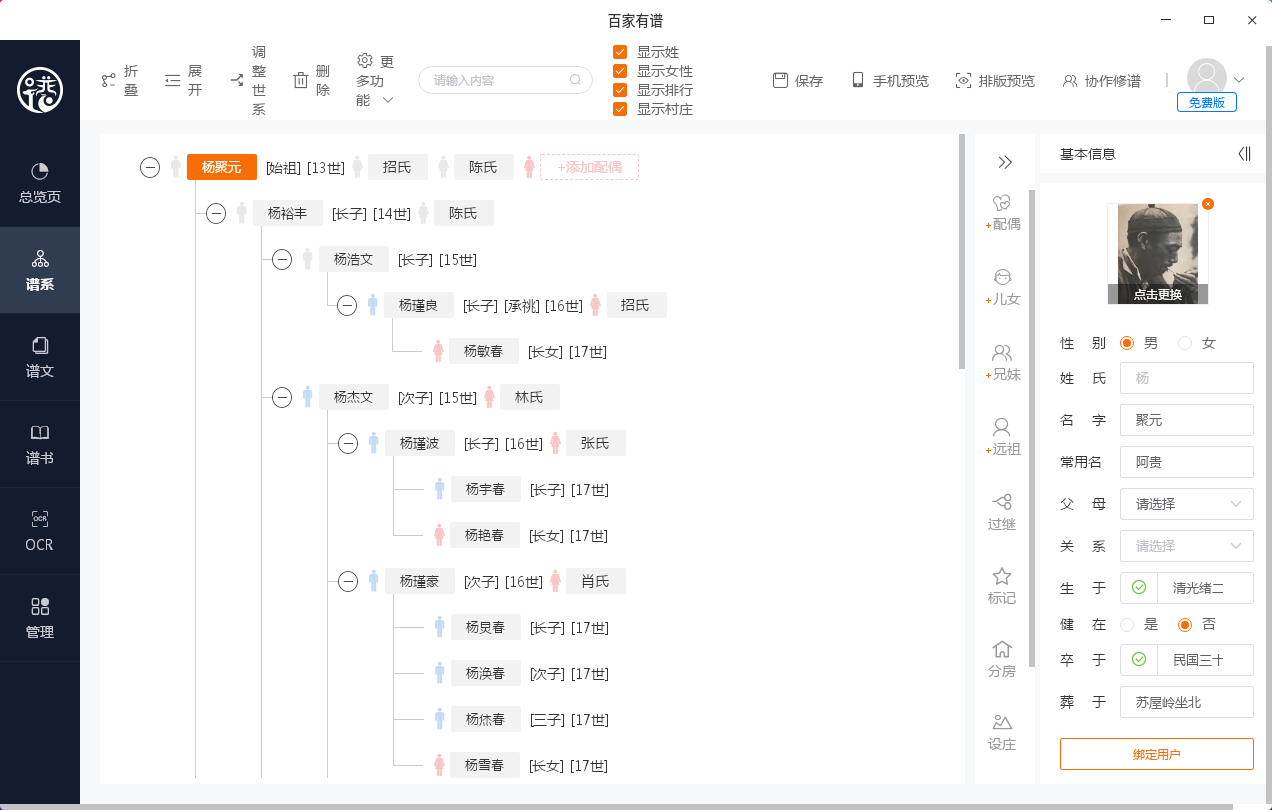 百家有谱
折叠
展开
调整世系
删除
更多功能
请输入内容
显示姓
显示女性
显示排行
显示村庄
保存
手机预览
排版预览
协作修谱
免费版
总览页
谱系
谱文
谱书
OCR
OCR
管理
杨聚元 [始祖] [13世] 招氏 陈氏 +添加配偶
杨裕丰 [长子] [14世] 陈氏
杨浩文 [长子] [15世]
杨瑾良 [长子] [承祧] [16世] 招氏
杨敏春 [长女] [17世]
杨杰文 [次子] [15世] 林氏
杨瑾波 [长子] [16世] 张氏
杨宇春 [长子] [17世]
杨艳春 [长女] [17世]
杨瑾豪 [次子] [16世] 肖氏
杨炅春 [长子] [17世]
杨涣春 [次子] [17世]
杨炑春 [三子] [17世]
杨雪春 [长女] [17世]
+配偶
+儿女
+兄妹
+远祖
过继
标记
分房
设庄
基本信息
点击更换
性 别 男 女
姓 氏 杨
名 字 聚元
常用名 阿贵
父 母 请选择
关 系 请选择
生 于 清光绪二
健 在 是 否
卒 于 民国三十
葬 于 苏屋岭坐北
绑定用户